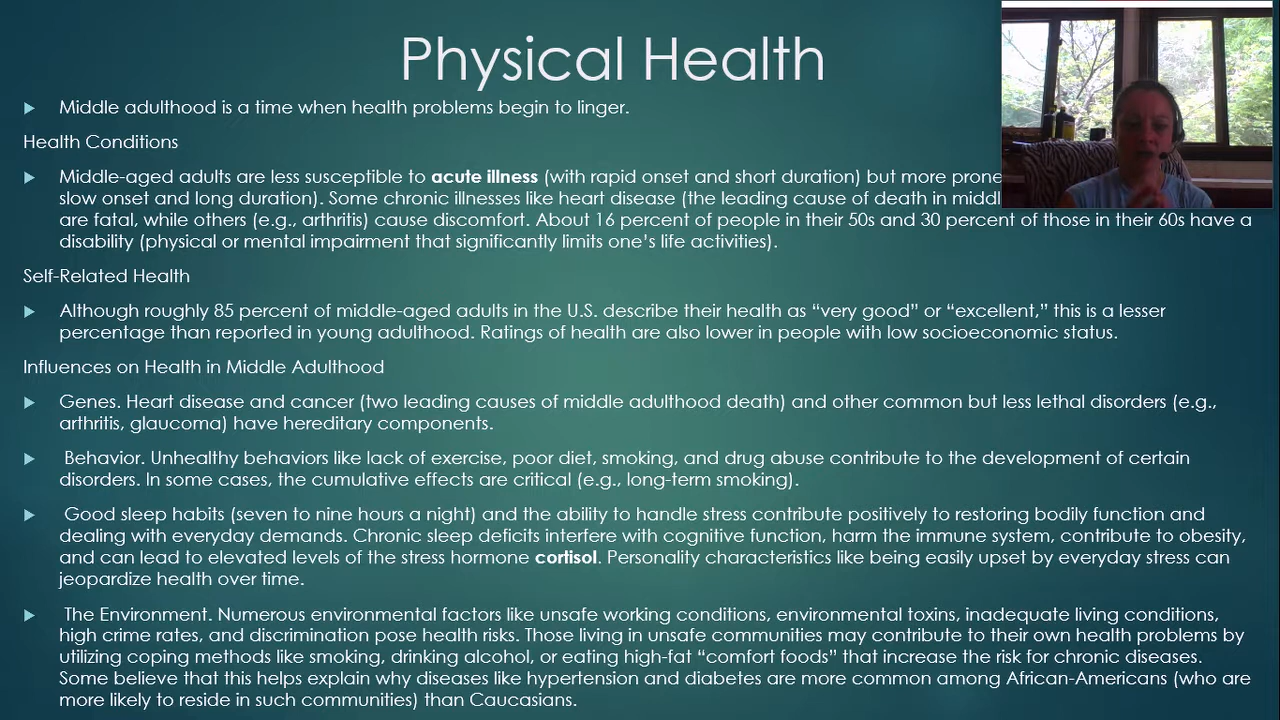 Physical Health
Middle adulthood is a time when health problems begin to linger.
Health Conditions
Middle-aged adults are less susceptible to acute illness (with rapid onset and short duration) but more prone
slow onset and long duration). Some chronic illnesses like heart disease (the leading cause of death in middl
are fatal, while others (e.g., arthritis) cause discomfort. About 16 percent of people in their 50s and 30 percent of those in their 60s have a
disability (physical or mental impairment that significantly limits one’s life activities).
Self-Related Health
Although roughly 85 percent of middle-aged adults in the U.S. describe their health as “very good” or “excellent,” this is a lesser
percentage than reported in young adulthood. Ratings of health are also lower in people with low socioeconomic status.
Influences on Health in Middle Adulthood
Genes. Heart disease and cancer (two leading causes of middle adulthood death) and other common but less lethal disorders (e.g.,
arthritis, glaucoma) have hereditary components.
Behavior. Unhealthy behaviors like lack of exercise, poor diet, smoking, and drug abuse contribute to the development of certain
disorders. In some cases, the cumulative effects are critical (e.g., long-term smoking).
Good sleep habits (seven to nine hours a night) and the ability to handle stress contribute positively to restoring bodily function and
dealing with everyday demands. Chronic sleep deficits interfere with cognitive function, harm the immune system, contribute to obesity,
and can lead to elevated levels of the stress hormone cortisol. Personality characteristics like being easily upset by everyday stress can
jeopardize health over time.
The Environment. Numerous environmental factors like unsafe working conditions, environmental toxins, inadequate living conditions,
high crime rates, and discrimination pose health risks. Those living in unsafe communities may contribute to their own health problems by
utilizing coping methods like smoking, drinking alcohol, or eating high-fat “comfort foods” that increase the risk for chronic diseases.
Some believe that this helps explain why diseases like hypertension and diabetes are more common among African-Americans (who are
more likely to reside in such communities) than Caucasians.